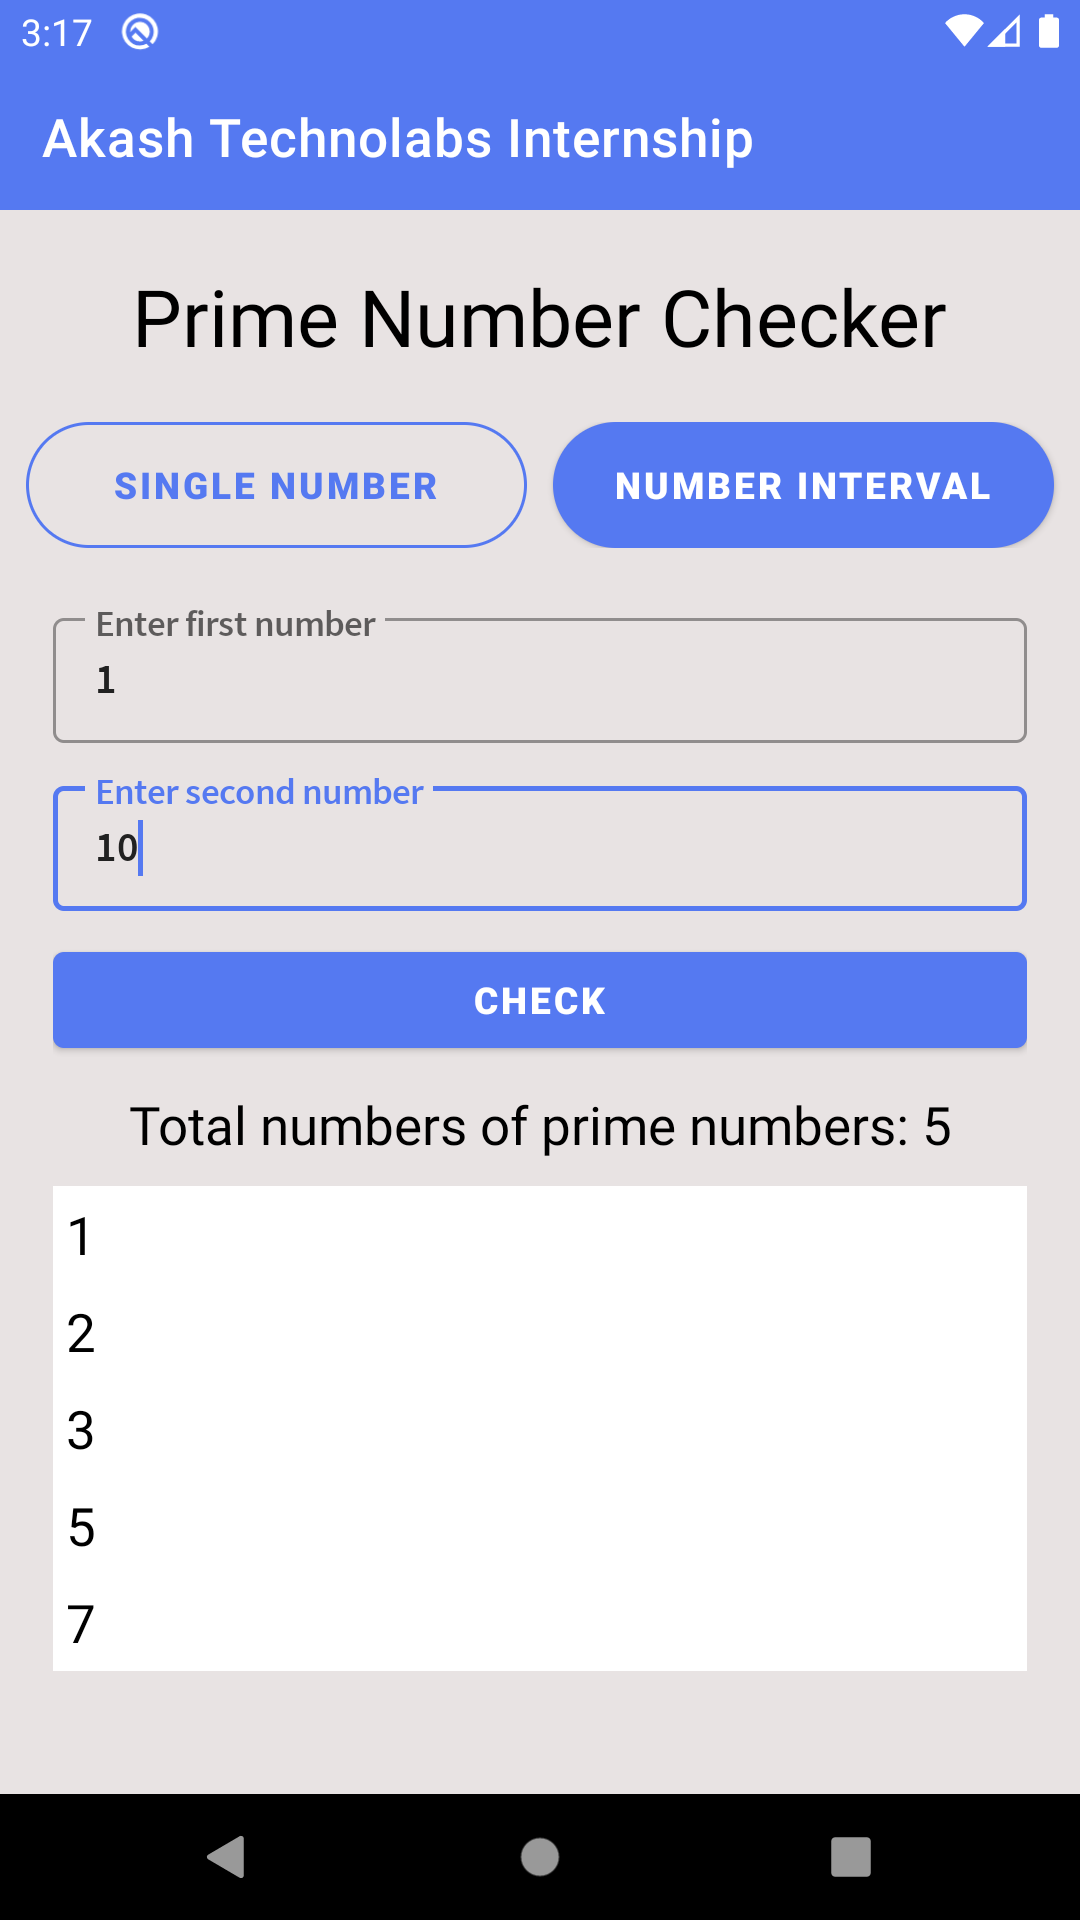 3:17
Akash Technolabs Internship
Prime Number Checker
SINGLE NUMBER
NUMBER INTERVAL
Enter first number
1
Enter second number
10
CHECK
Total numbers of prime numbers: 5
1
2
3
5
7